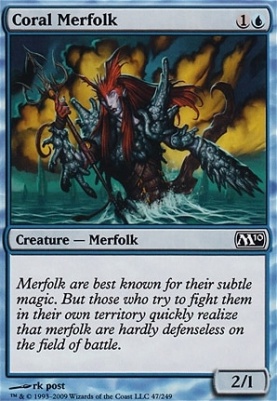 Coral Merfolk 1
Creature — Merfolk M10
Merfolk are best known for their subtle
magic. But those who try to fight them
in their own territory quickly realize
that merfolk are hardly defenseless on
the field of battle.
rk post
™ & © 1993–2009 Wizards of the Coast LLC 47/249
2/1